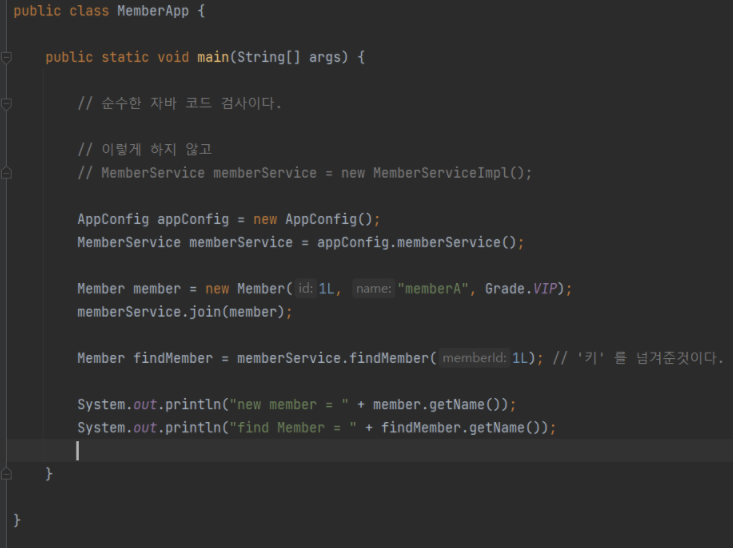 public class MemberApp {
public static void main(String[] args) {
// 순수한 자바 코드 검사이다.
// 이렇게 하지 않고
// MemberService memberService = new MemberServiceImpl();
AppConfig appConfig = new AppConfig();
MemberService memberService = appConfig.memberService();
Member member = new Member( id: 1L, name: "memberA", Grade.VIP);
memberService.join(member);
Member findMember = memberService.findMember( memberId: 1L); // '키' 를 넘겨준것이다.
System.out.println("new member = " + member.getName());
System.out.println("find Member = " + findMember.getName());
}
}